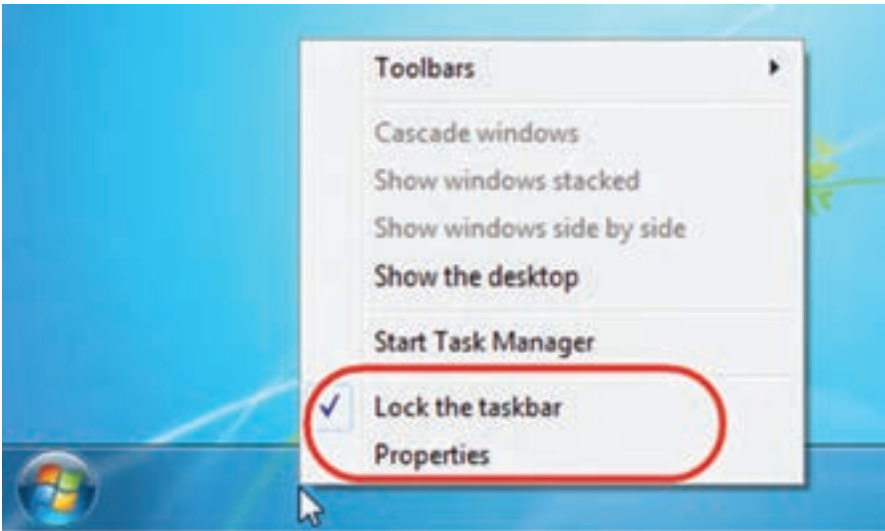 Toolbars
Cascade windows
Show windows stacked
Show windows side by side
Show the desktop
Start Task Manager
Lock the taskbar
Properties